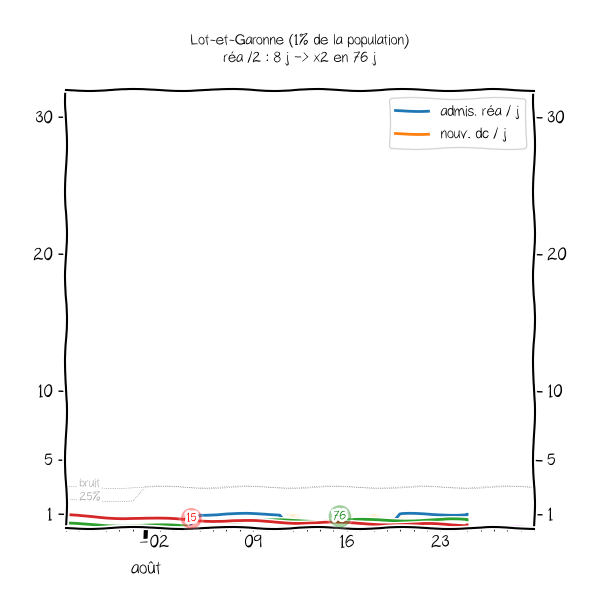 Lot-et-Garonne (1% de la population)
réa /2 : 8 j -> x2 en 76 j
admis. réa / j
nouv. dc / j
30
30
20
20
10
10
5
5
bruit
25%
1
15
76
1
02
09
16
23
août